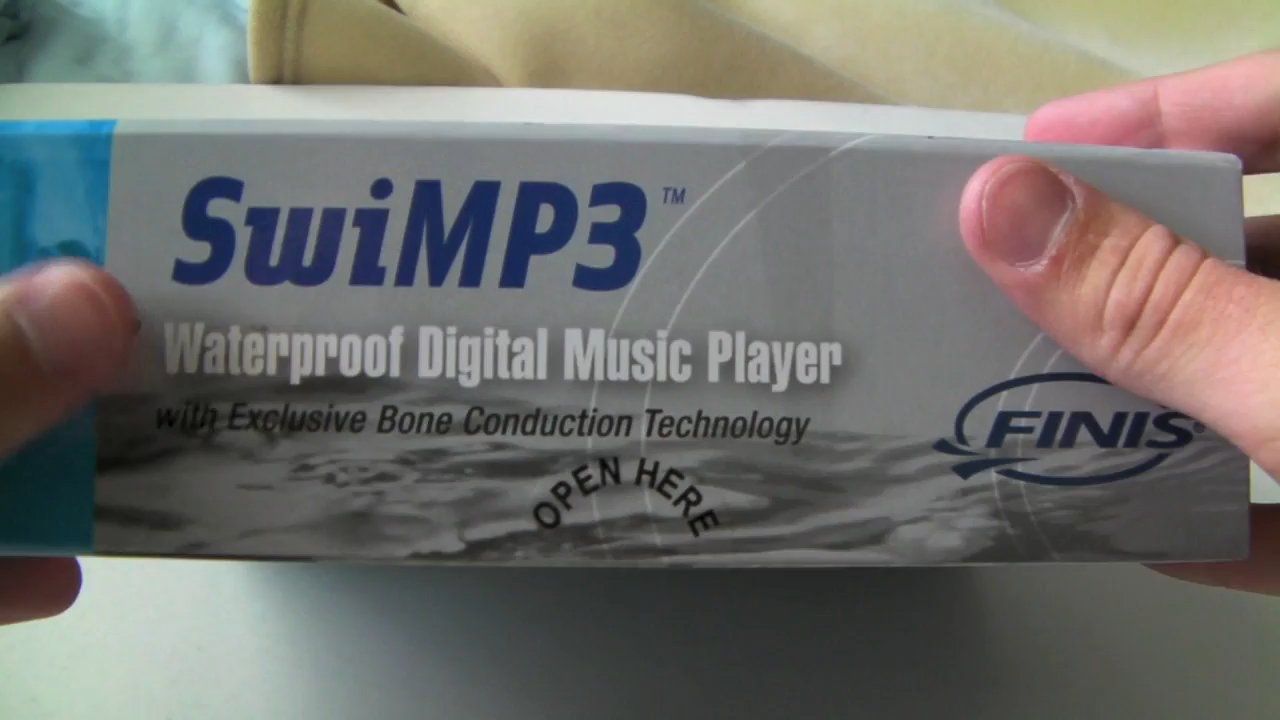 SwiMP3™
Waterproof Digital Music Player
with Exclusive Bone Conduction Technology
FINIS®
OPEN HERE